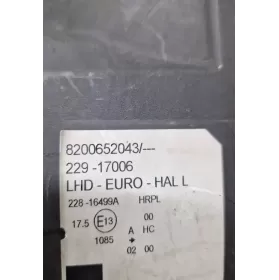 8200652043/---
229 -17006
LHD - EURO - HAL L
228 -16499A HRPL
17.5 E13 00
A HC
1085
02 00